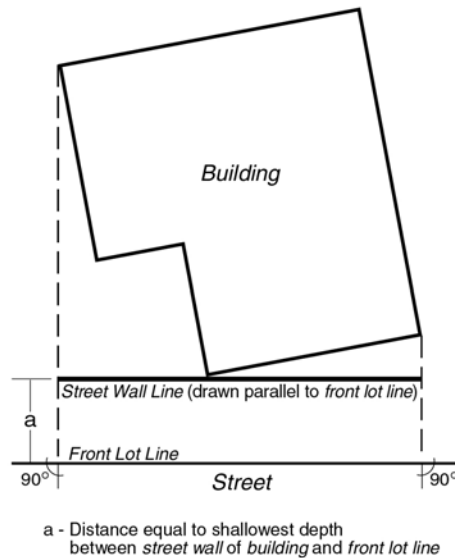 Building
Street Wall Line (drawn parallel to front lot line)
a
Front Lot Line
90° Street 90°
a - Distance equal to shallowest depth
between street wall of building and front lot line